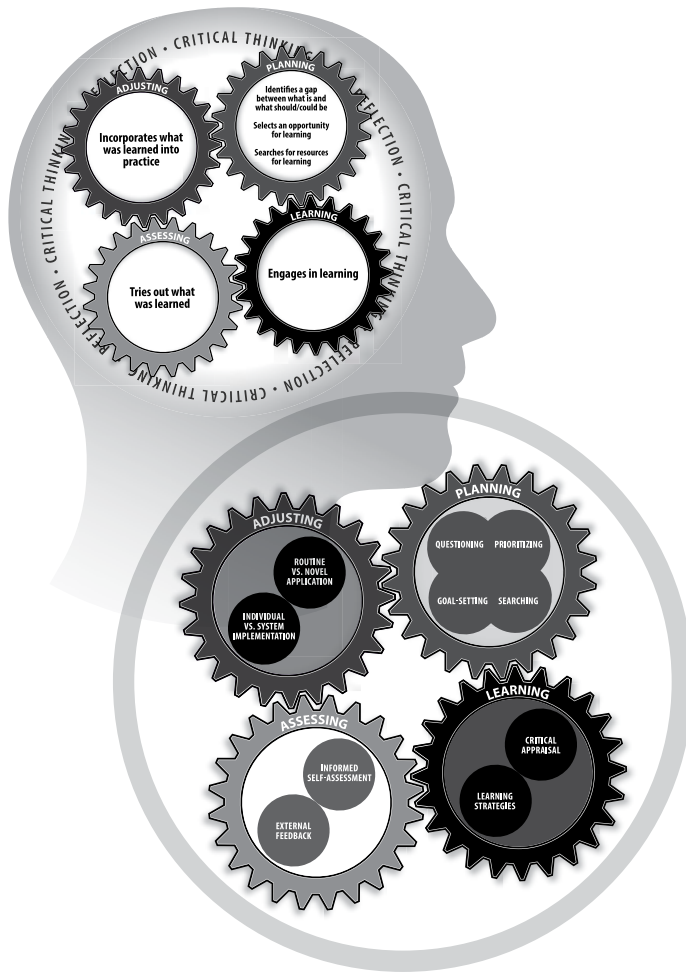 REFLECTION • CRITICAL THINKING
REFLECTION • CRITICAL THINKING
REFLECTION • CRITICAL THINKING
REFLECTION • CRITICAL THINKING
ADJUSTING
Incorporates what
was learned into
practice
PLANNING
Identifies a gap
between what is and
what should/could be
Selects an opportunity
for learning
Searches for resources
for learning
ASSESSING
Tries out what
was learned
LEARNING
Engages in learning
ADJUSTING
ROUTINE
VS. NOVEL
APPLICATION
INDIVIDUAL
VS. SYSTEM
IMPLEMENTATION
PLANNING
QUESTIONING
PRIORITIZING
GOAL-SETTING
SEARCHING
ASSESSING
INFORMED
SELF-ASSESSMENT
EXTERNAL
FEEDBACK
LEARNING
CRITICAL
APPRAISAL
LEARNING
STRATEGIES